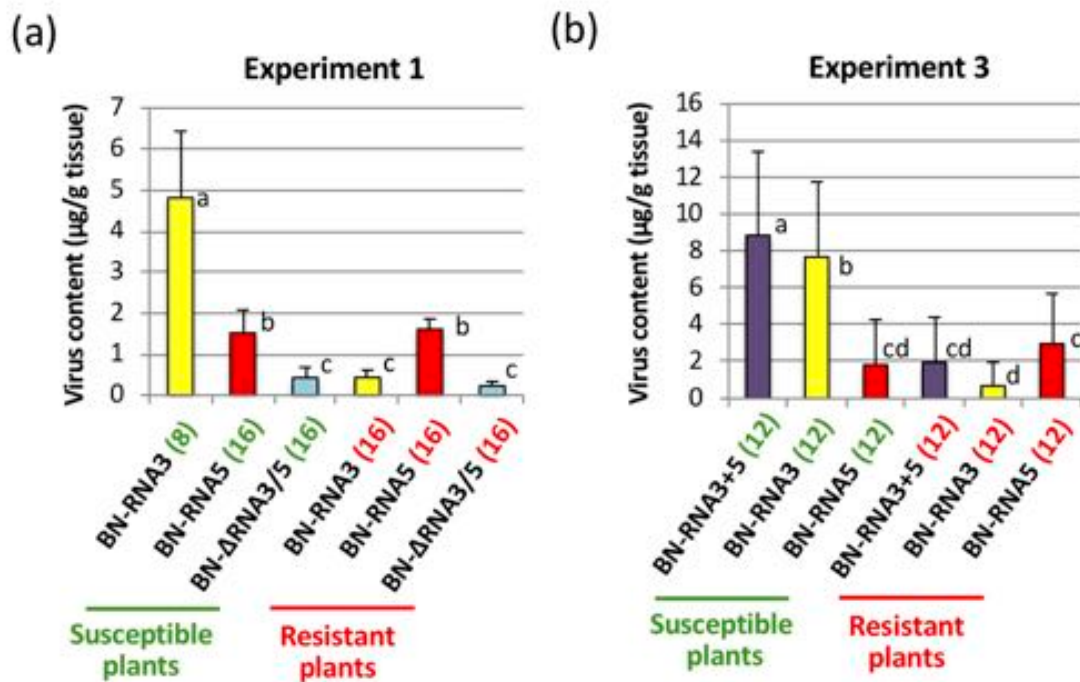 (a)
Experiment 1
Virus content (µg/g tissue)
7
6
5
4
3
2
1
0
a
b
c
c
b
c
BN-RNA3 (8)
BN-RNA5 (16)
BN-ΔRNA3/5 (16)
BN-RNA3 (16)
BN-RNA5 (16)
BN-ΔRNA3/5 (16)
Susceptible
plants
Resistant
plants
(b)
Experiment 3
Virus content (µg/g tissue)
16
14
12
10
8
6
4
2
0
a
b
cd
cd
d
c
BN-RNA3+5 (12)
BN-RNA3 (12)
BN-RNA5 (12)
BN-RNA3+5 (12)
BN-RNA3 (12)
BN-RNA5 (12)
Susceptible
plants
Resistant
plants